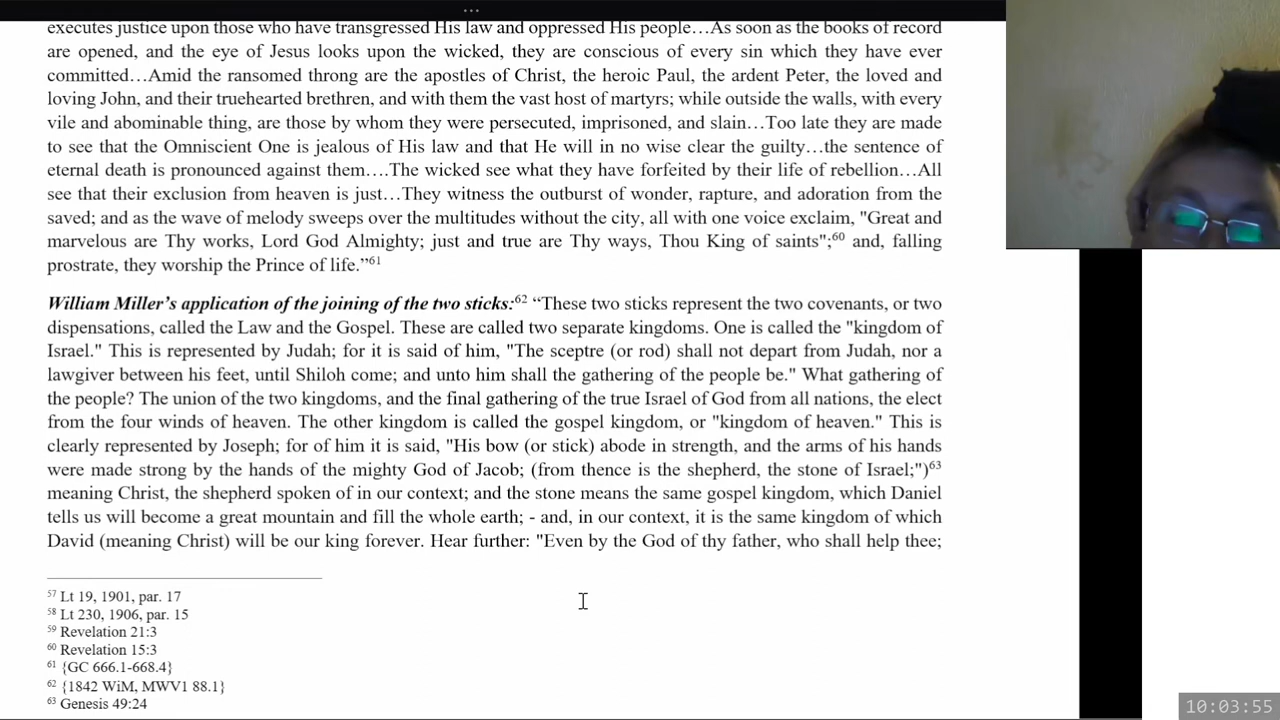 executes justice upon those who have transgressed His law and oppressed His people…As soon as the books of record
are opened, and the eye of Jesus looks upon the wicked, they are conscious of every sin which they have ever
committed…Amid the ransomed throng are the apostles of Christ, the heroic Paul, the ardent Peter, the loved and
loving John, and their truehearted brethren, and with them the vast host of martyrs; while outside the walls, with every
vile and abominable thing, are those by whom they were persecuted, imprisoned, and slain…Too late they are made
to see that the Omniscient One is jealous of His law and that He will in no wise clear the guilty…the sentence of
eternal death is pronounced against them….The wicked see what they have forfeited by their life of rebellion…All
see that their exclusion from heaven is just…They witness the outburst of wonder, rapture, and adoration from the
saved; and as the wave of melody sweeps over the multitudes without the city, all with one voice exclaim, "Great and
marvelous are Thy works, Lord God Almighty; just and true are Thy ways, Thou King of saints";60 and, falling
prostrate, they worship the Prince of life.”61
William Miller’s application of the joining of the two sticks:62 “These two sticks represent the two covenants, or two
dispensations, called the Law and the Gospel. These are called two separate kingdoms. One is called the "kingdom of
Israel." This is represented by Judah; for it is said of him, "The sceptre (or rod) shall not depart from Judah, nor a
lawgiver between his feet, until Shiloh come; and unto him shall the gathering of the people be." What gathering of
the people? The union of the two kingdoms, and the final gathering of the true Israel of God from all nations, the elect
from the four winds of heaven. The other kingdom is called the gospel kingdom, or "kingdom of heaven." This is
clearly represented by Joseph; for of him it is said, "His bow (or stick) abode in strength, and the arms of his hands
were made strong by the hands of the mighty God of Jacob; (from thence is the shepherd, the stone of Israel;")63
meaning Christ, the shepherd spoken of in our context; and the stone means the same gospel kingdom, which Daniel
tells us will become a great mountain and fill the whole earth; - and, in our context, it is the same kingdom of which
David (meaning Christ) will be our king forever. Hear further: "Even by the God of thy father, who shall help thee;
57 Lt 19, 1901, par. 17
58 Lt 230, 1906, par. 15
59 Revelation 21:3
60 Revelation 15:3
61 {GC 666.1-668.4}
62 {1842 WiM, MWV1 88.1}
63 Genesis 49:24
10:03:55